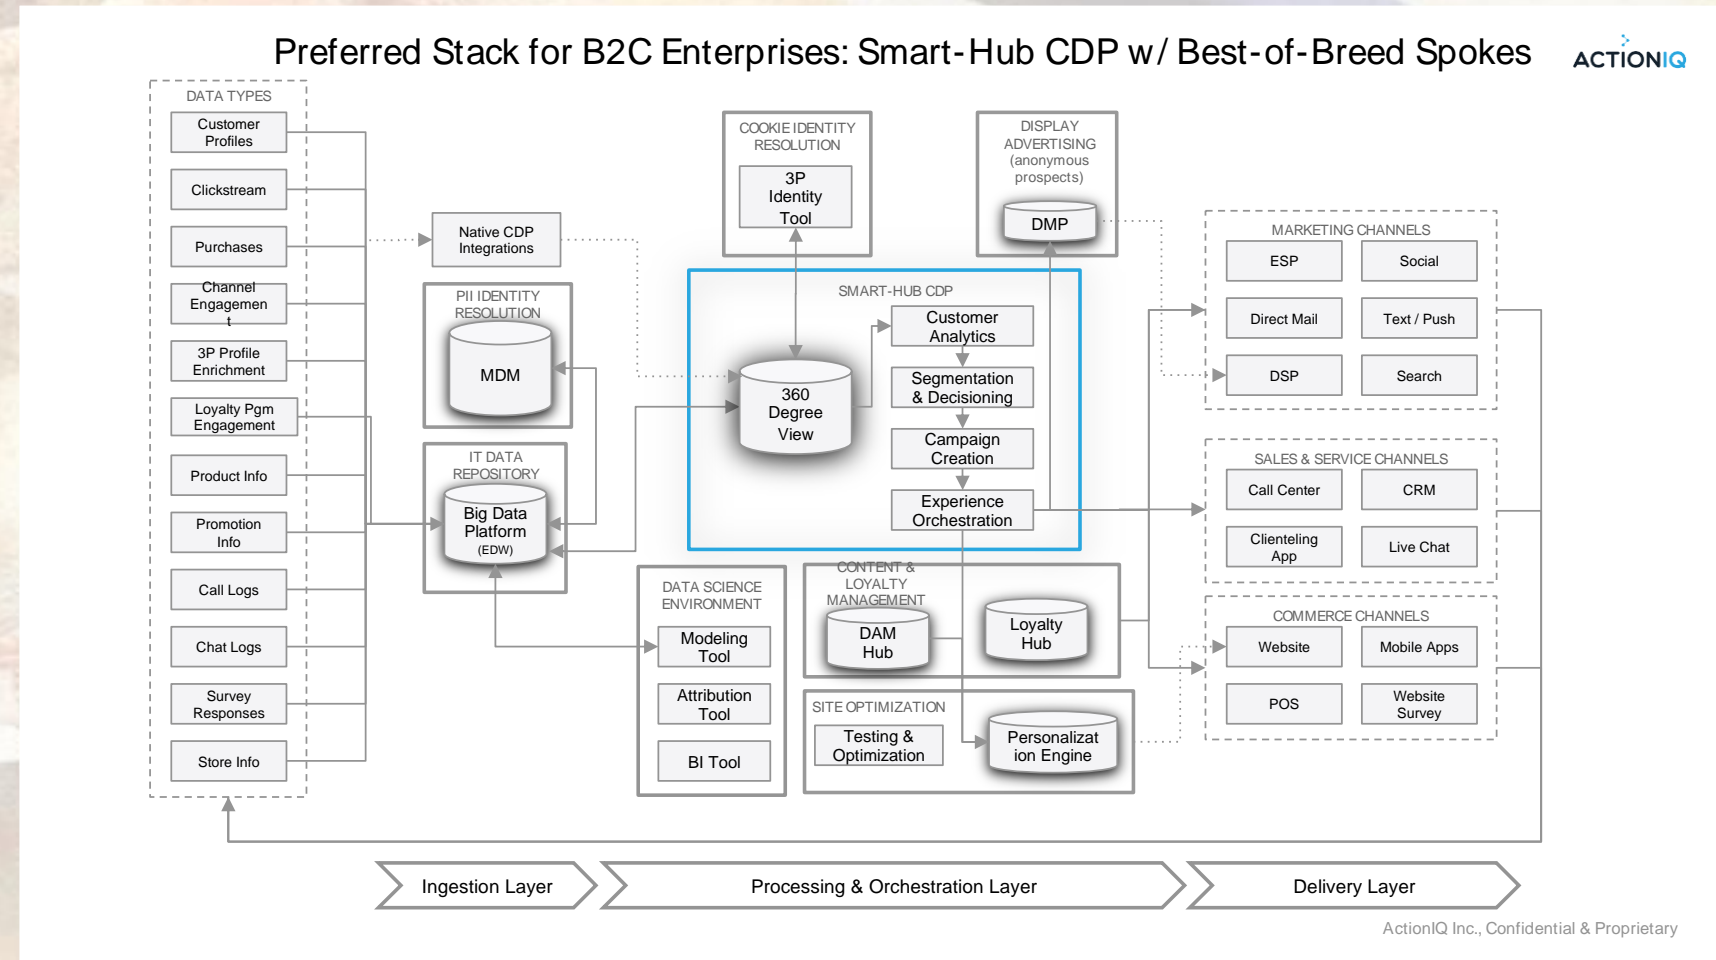 Preferred Stack for B2C Enterprises: Smart-Hub CDP w/ Best-of-Breed Spokes
ACTIONIQ
DATA TYPES
Customer
Profiles
Clickstream
Purchases
Channel
Engagemen
t
3P Profile
Enrichment
Loyalty Pgm
Engagement
Product Info
Promotion
Info
Call Logs
Chat Logs
Survey
Responses
Store Info
Native CDP
Integrations
PII IDENTITY
RESOLUTION
MDM
IT DATA
REPOSITORY
Big Data
Platform
(EDW)
COOKIE IDENTITY
RESOLUTION
3P
Identity
Tool
SMART-HUB CDP
360
Degree
View
Customer
Analytics
Segmentation
& Decisioning
Campaign
Creation
Experience
Orchestration
DATA SCIENCE
ENVIRONMENT
Modeling
Tool
Attribution
Tool
BI Tool
CONTENT &
LOYALTY
MANAGEMENT
DAM
Hub
Loyalty
Hub
SITE OPTIMIZATION
Testing &
Optimization
Personalizat
ion Engine
DISPLAY
ADVERTISING
(anonymous
prospects)
DMP
MARKETING CHANNELS
ESP
Social
Direct Mail
Text / Push
DSP
Search
SALES & SERVICE CHANNELS
Call Center
CRM
Clienteling
App
Live Chat
COMMERCE CHANNELS
Website
Mobile Apps
POS
Website
Survey
Ingestion Layer
Processing & Orchestration Layer
Delivery Layer
ActionIQ Inc., Confidential & Proprietary